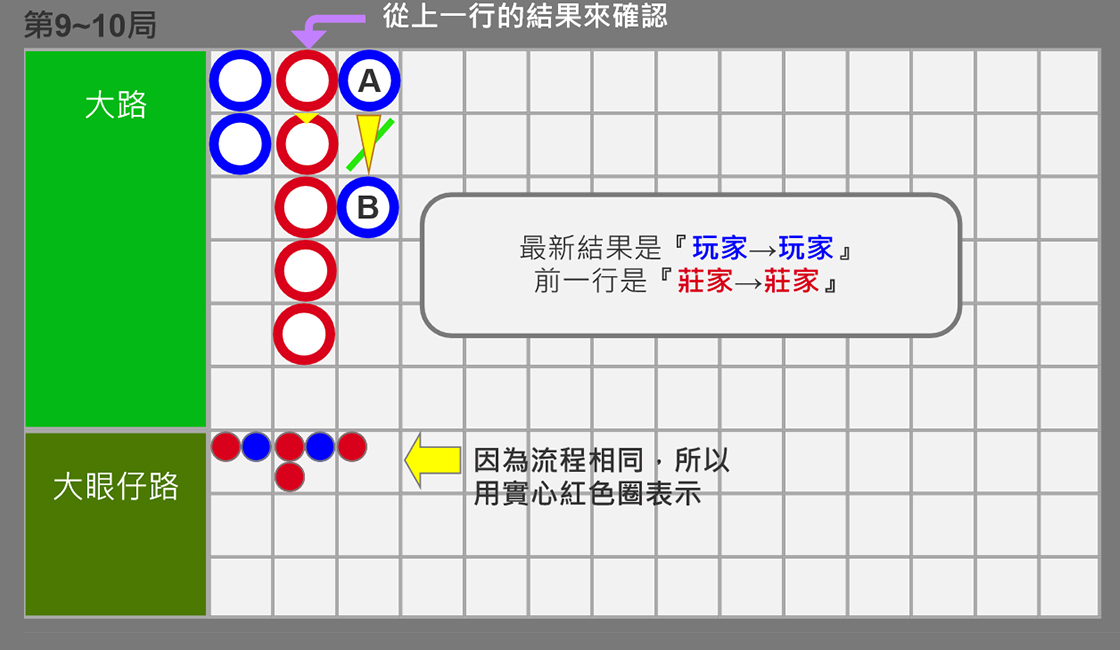 第9~10局
從上一行的結果來確認
大路
A
B
最新結果是『玩家→玩家』
前一行是『莊家→莊家』
大眼仔路
因為流程相同，所以
用實心紅色圈表示